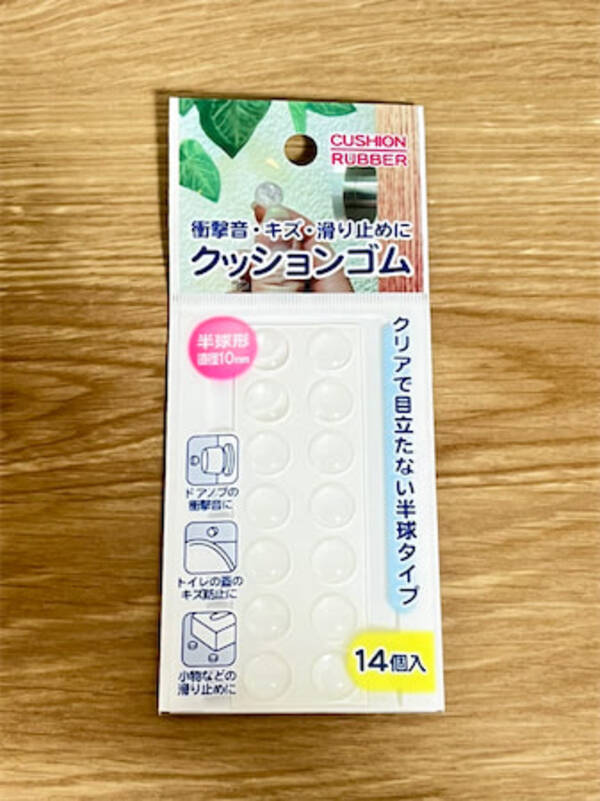 CUSHION
RUBBER
衝撃音・キズ・滑り止めに
クッションゴム
半球形
直径10mm
クリアで目立たない半球タイプ
ドアノブの
衝撃音に
トイレの蓋の
キズ防止に
小物などの
滑り止めに
14個入